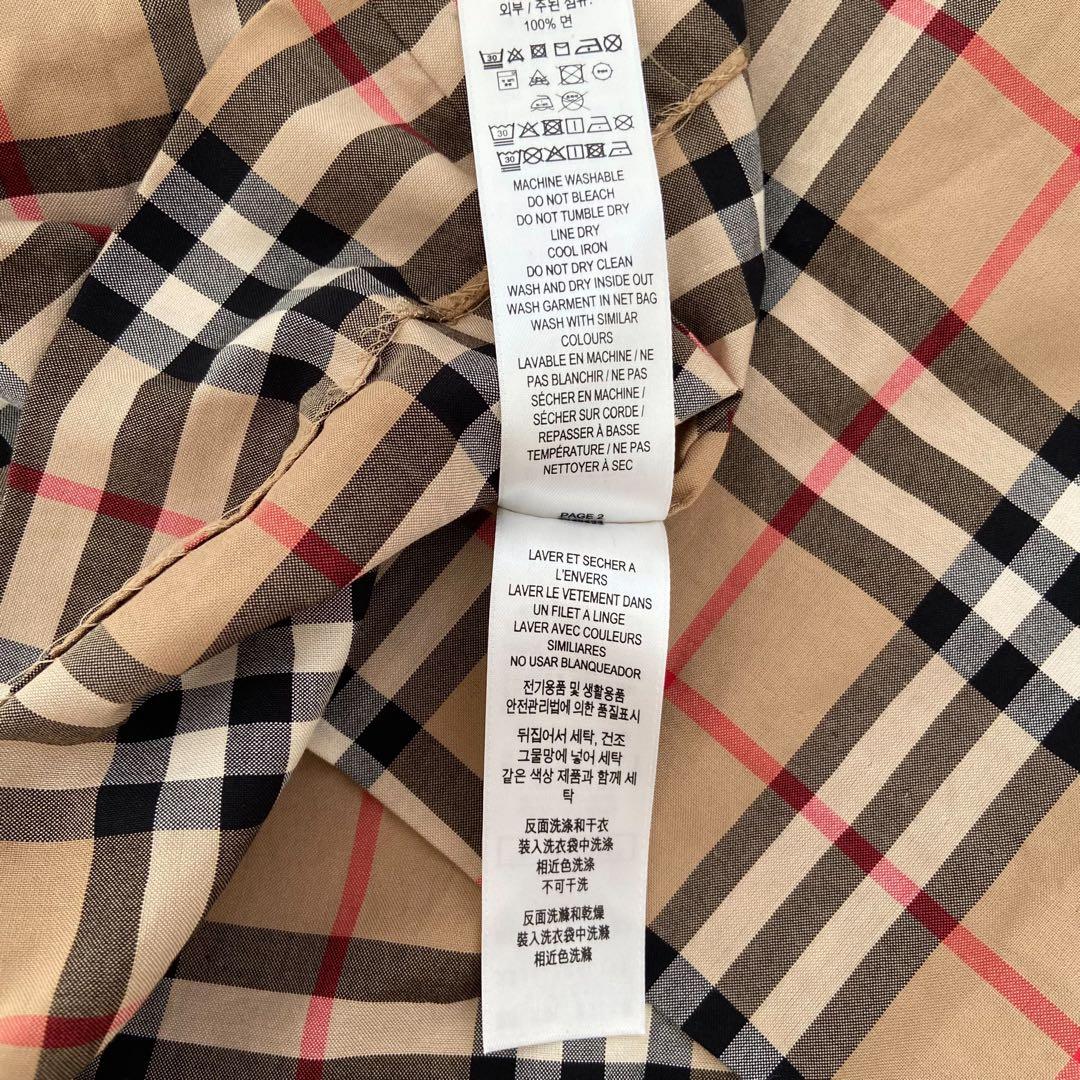 외부 / 주된 섬유:
100% 면
30
30
30
MACHINE WASHABLE
DO NOT BLEACH
DO NOT TUMBLE DRY
LINE DRY
COOL IRON
DO NOT DRY CLEAN
WASH AND DRY INSIDE OUT
WASH GARMENT IN NET BAG
WASH WITH SIMILAR
COLOURS
LAVABLE EN MACHINE / NE
PAS BLANCHIR / NE PAS
SÉCHER EN MACHINE /
SÉCHER SUR CORDE /
REPASSER À BASSE
TEMPÉRATURE / NE PAS
NETTOYER À SEC
PAGE 2
LAVER ET SECHER A
L'ENVERS
LAVER LE VETEMENT DANS
UN FILET A LINGE
LAVER AVEC COULEURS
SIMILIARES
NO USAR BLANQUEADOR
전기용품 및 생활용품
안전관리법에 의한 품질표시
뒤집어서 세탁, 건조
그물망에 넣어 세탁
같은 색상 제품과 함께 세
탁
反面洗涤和干衣
裝入洗衣袋中洗涤
相近色洗涤
不可干洗
反面洗滌和乾燥
裝入洗衣袋中洗滌
相近色洗滌